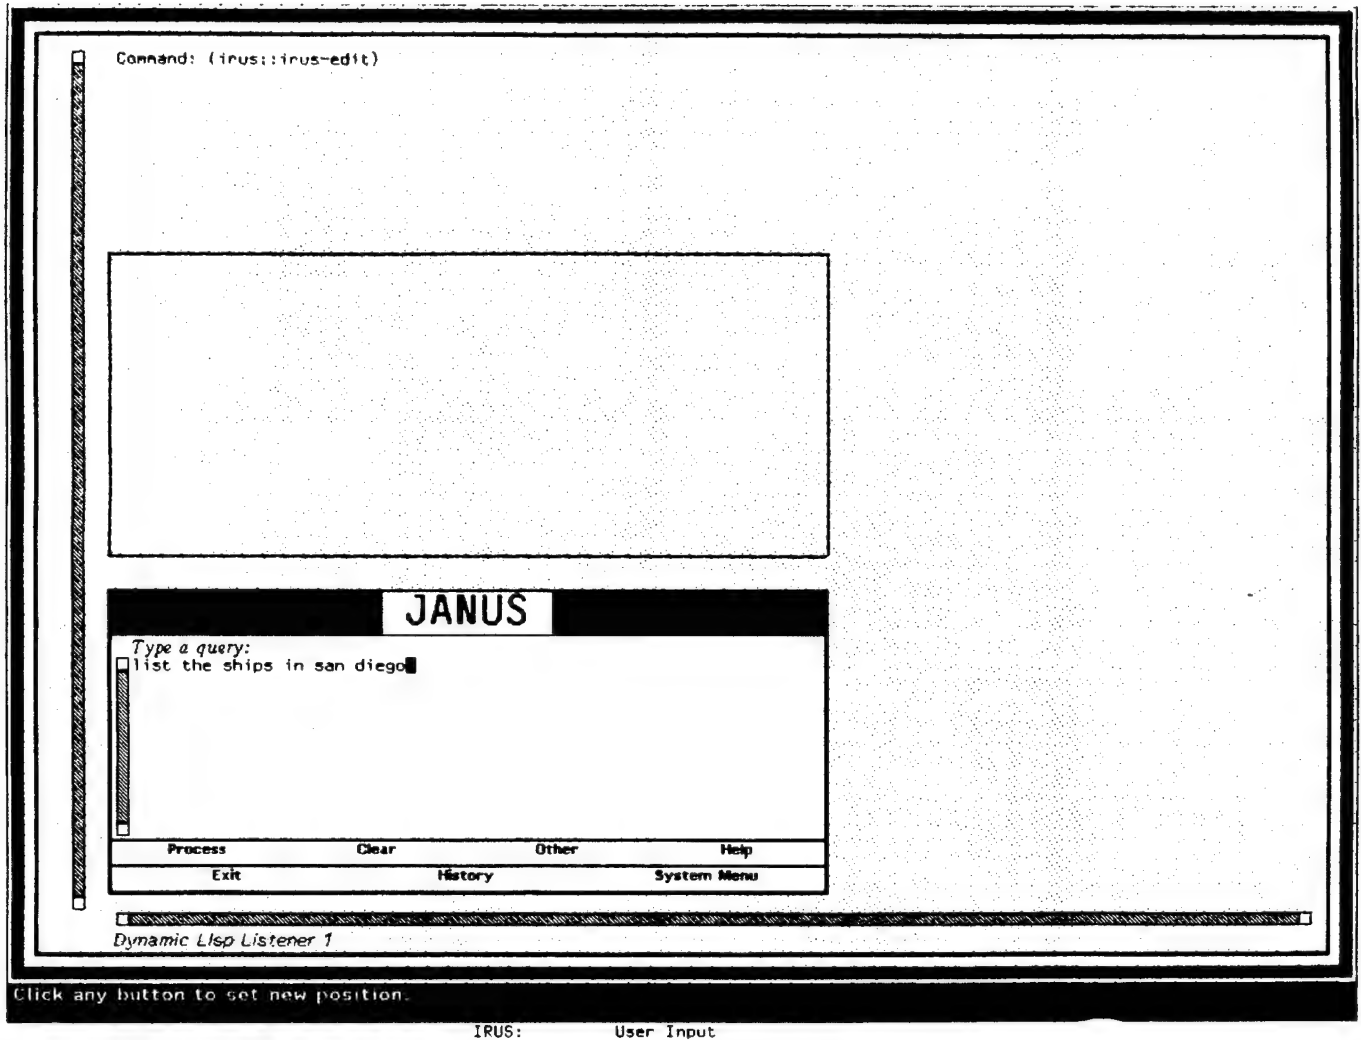 Command: (irus::irus-edit)
JANUS
Type a query:
list the ships in san diego
Process Clear Other Help
Exit History System Menu
Dynamic Lisp Listener 1
Click any button to set new position.
IRUS: User Input